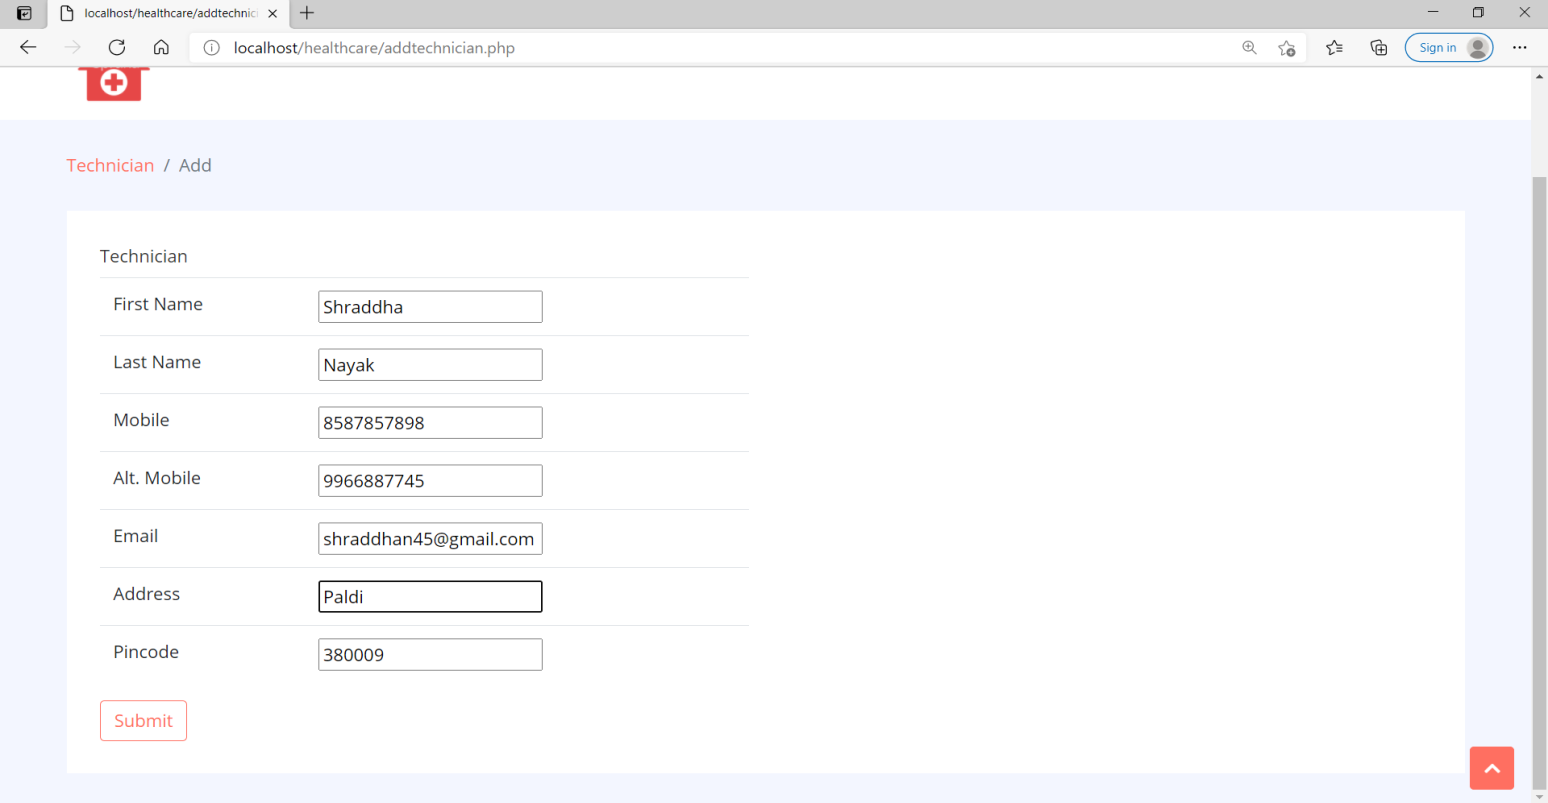 localhost/healthcare/addtechnic
localhost/healthcare/addtechnician.php
Sign in
Technician / Add
Technician
First Name Shraddha
Last Name Nayak
Mobile 8587857898
Alt. Mobile 9966887745
Email shraddhan45@gmail.com
Address Paldi
Pincode 380009
Submit